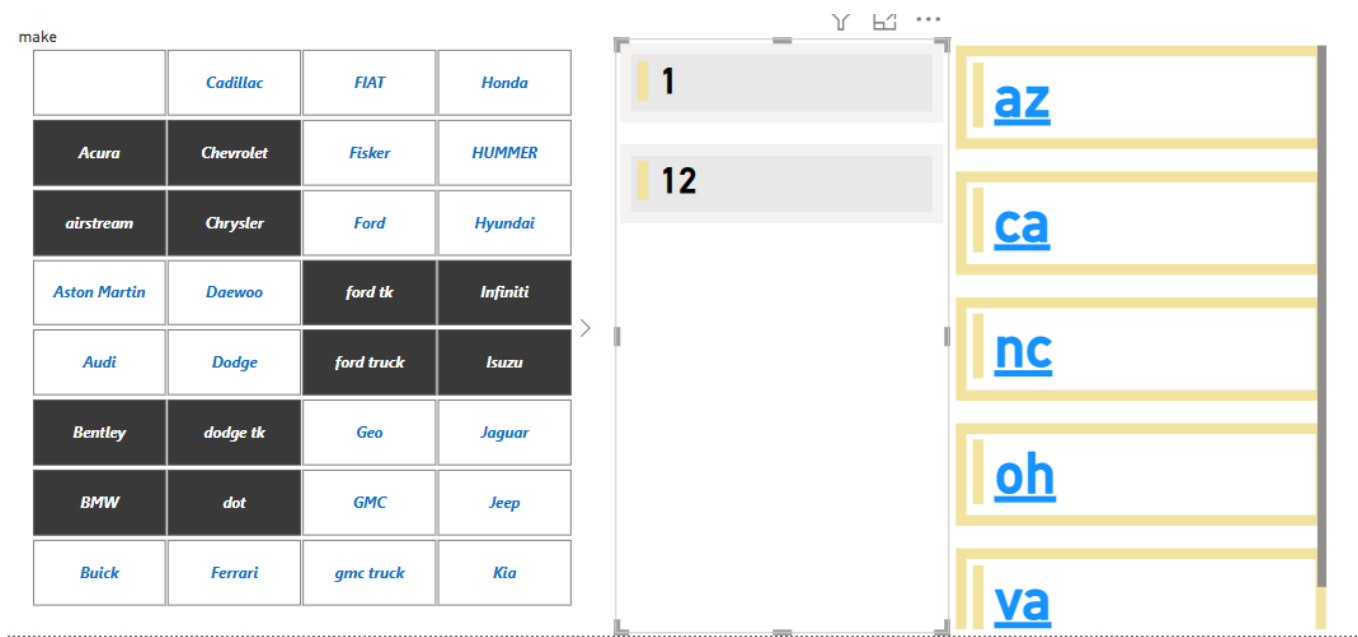 make
Cadillac FIAT Honda
Acura Chevrolet Fisker HUMMER
airstream Chrysler Ford Hyundai
Aston Martin Daewoo ford tk Infiniti
Audi Dodge ford truck Isuzu
Bentley dodge tk Geo Jaguar
BMW dot GMC Jeep
Buick Ferrari gmc truck Kia
1
12
az
ca
nc
oh
va